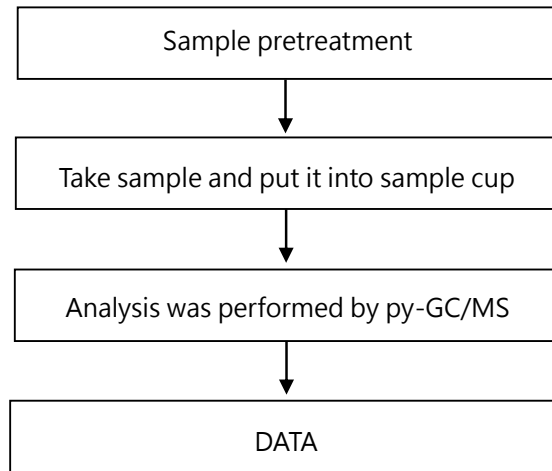 Sample pretreatment
Take sample and put it into sample cup
Analysis was performed by py-GC/MS
DATA